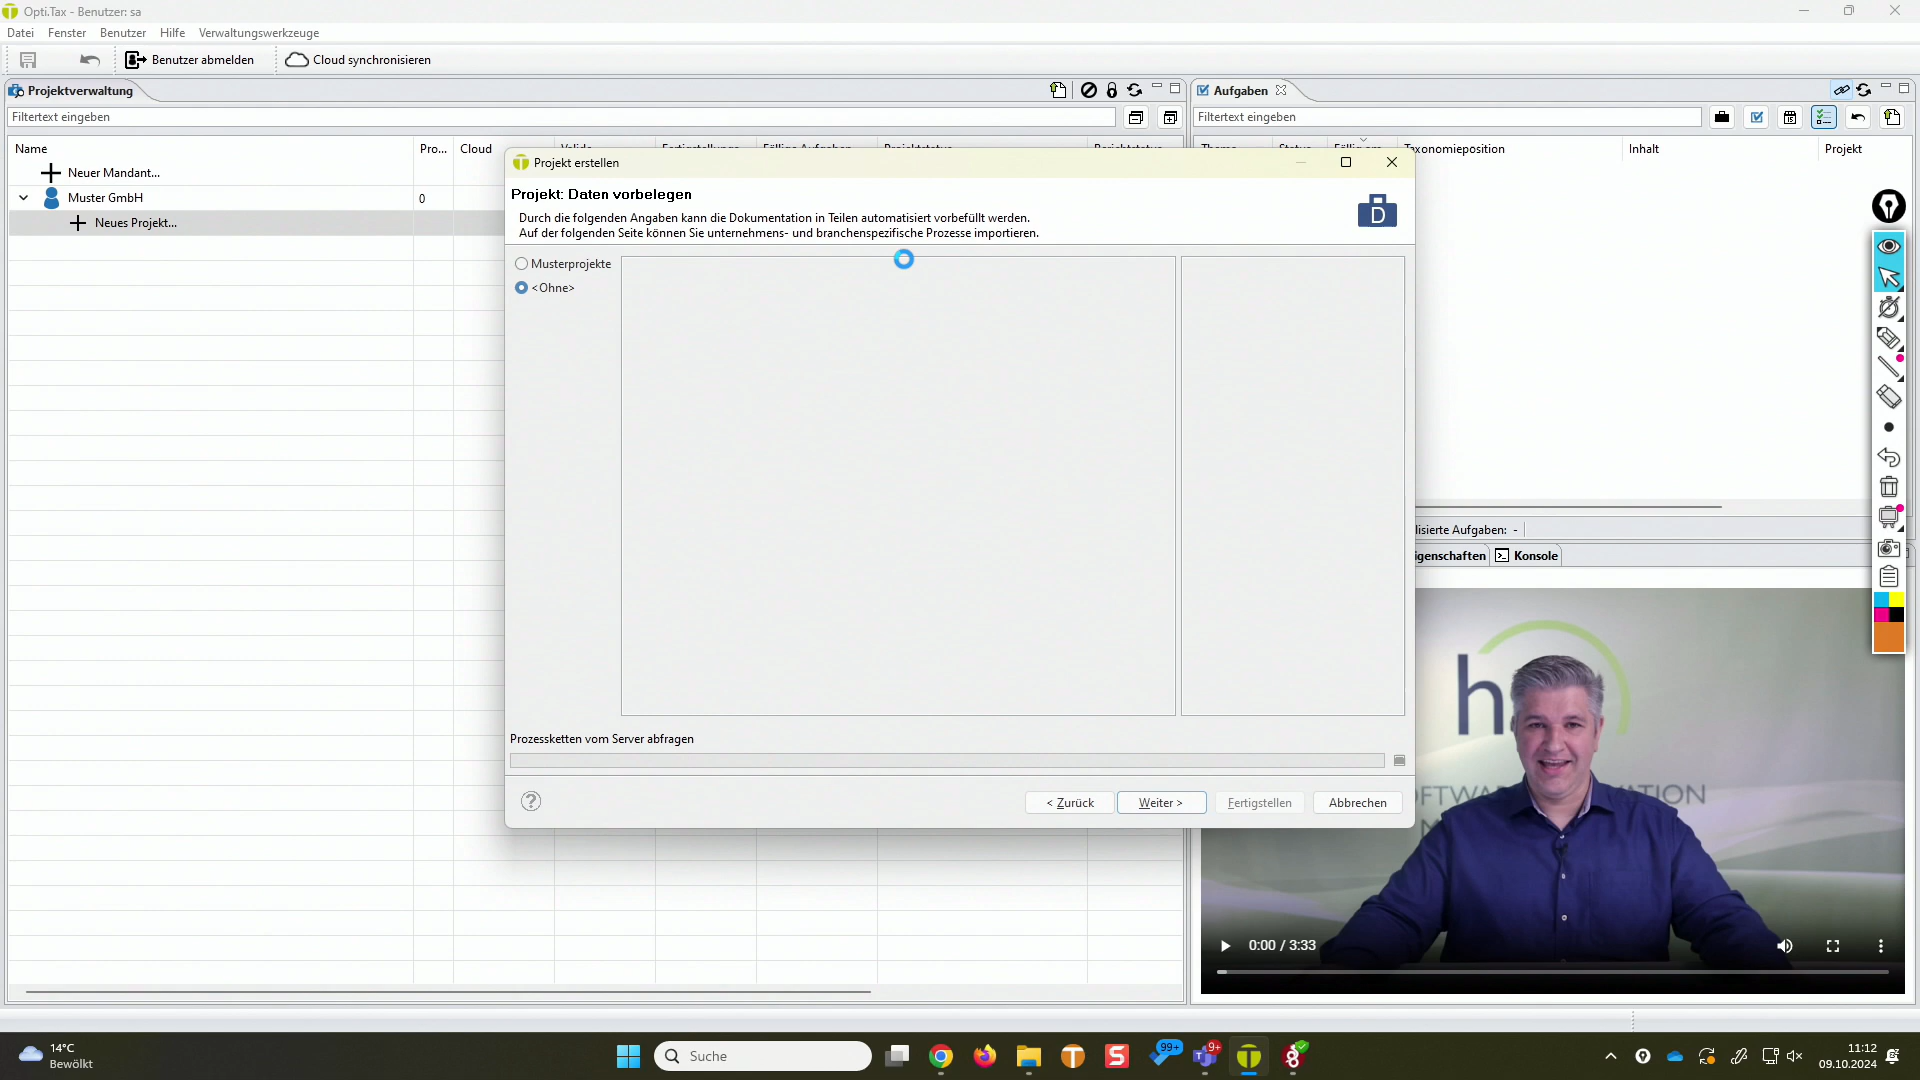 Opti.Tax - Benutzer: sa
Datei Fenster Benutzer Hilfe Verwaltungswerkzeuge
Benutzer abmelden Cloud synchronisieren
Projektverwaltung
Filtertext eingeben
Name Pro... Cloud
Neuer Mandant...
Muster GmbH 0
Neues Projekt...
Aufgaben
Filtertext eingeben
Taxonomieposition Inhalt Projekt
Projekt erstellen
Projekt: Daten vorbelegen
Durch die folgenden Angaben kann die Dokumentation in Teilen automatisiert vorbefüllt werden.
Auf der folgenden Seite können Sie unternehmens- und branchenspezifische Prozesse importieren.
D
Musterprojekte
<Ohne>
Prozessketten vom Server abfragen
< Zurück Weiter > Fertigstellen Abbrechen
lisierte Aufgaben: -
igenschaften Konsole
0:00 / 3:33
14°C
Bewölkt
Suche
99+
9+
11:12
09.10.2024